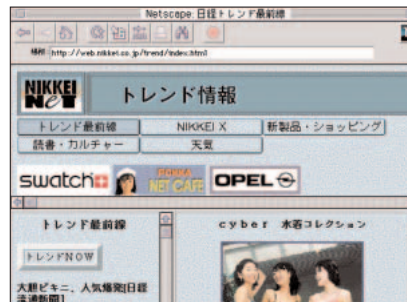 Netscape: 日経トレンド最前線
http://web.nikkei.co.jp/trend/index.html
NIKKEI NET
トレンド情報
トレンド最前線
NIKKEI X
新製品・ショッピング
読書・カルチャー
天気
swatch
NET CAFE
OPEL
トレンド最前線
cyber 水着コレクション
トレンドNOW
大胆ビキニ、人気爆発[日経
流通新聞]